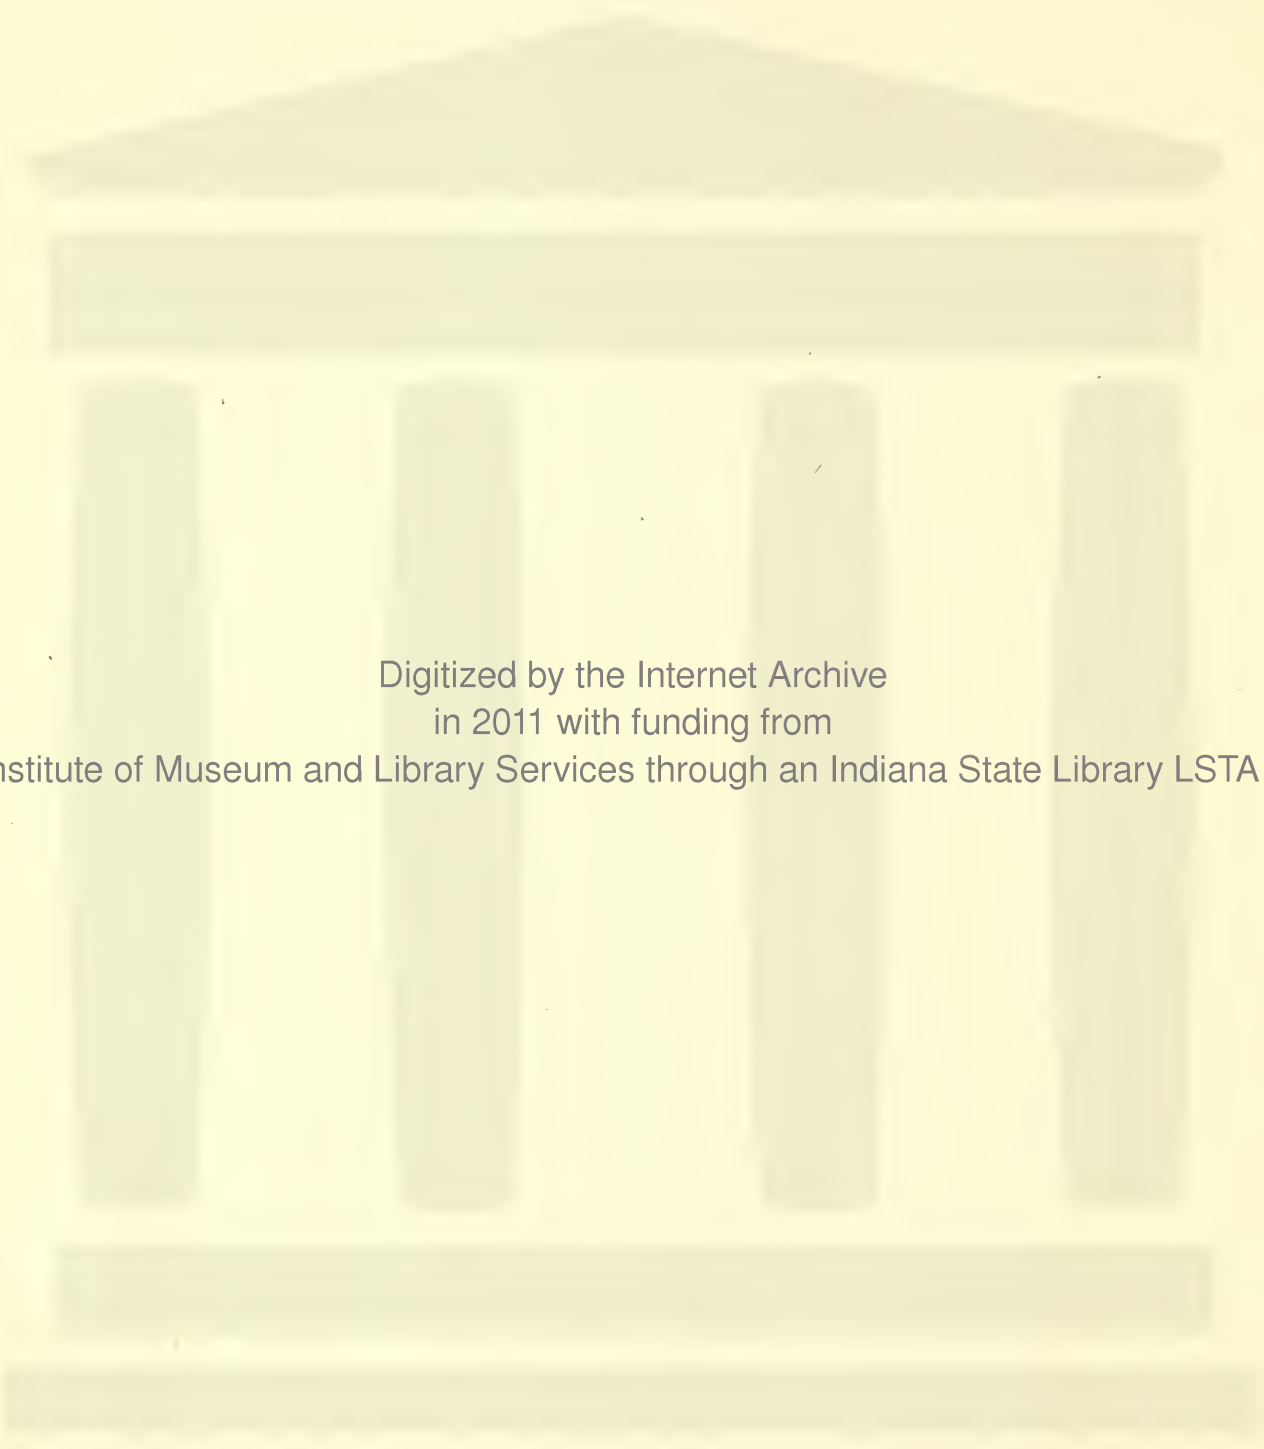 Digitized by the Internet Archive
in 2011 with funding from
nstitute of Museum and Library Services through an Indiana State Library LSTA